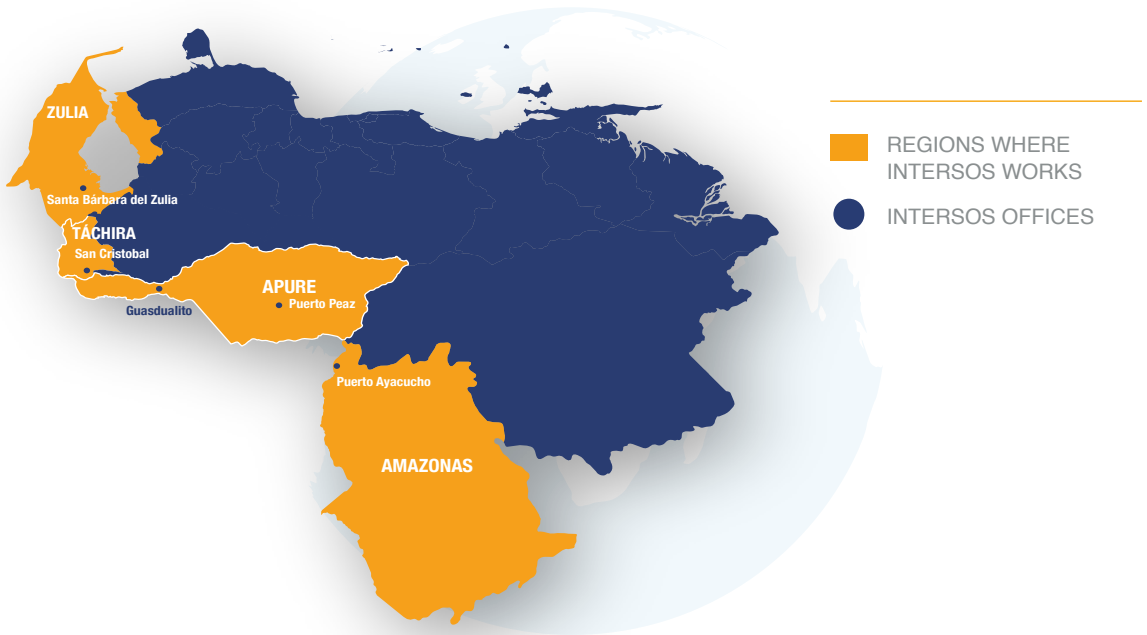 ZULIA
Santa Bárbara del Zulia
TÁCHIRA
San Cristobal
Guasdualito
APURE
Puerto Peaz
Puerto Ayacucho
AMAZONAS
REGIONS WHERE
INTERSOS WORKS
INTERSOS OFFICES